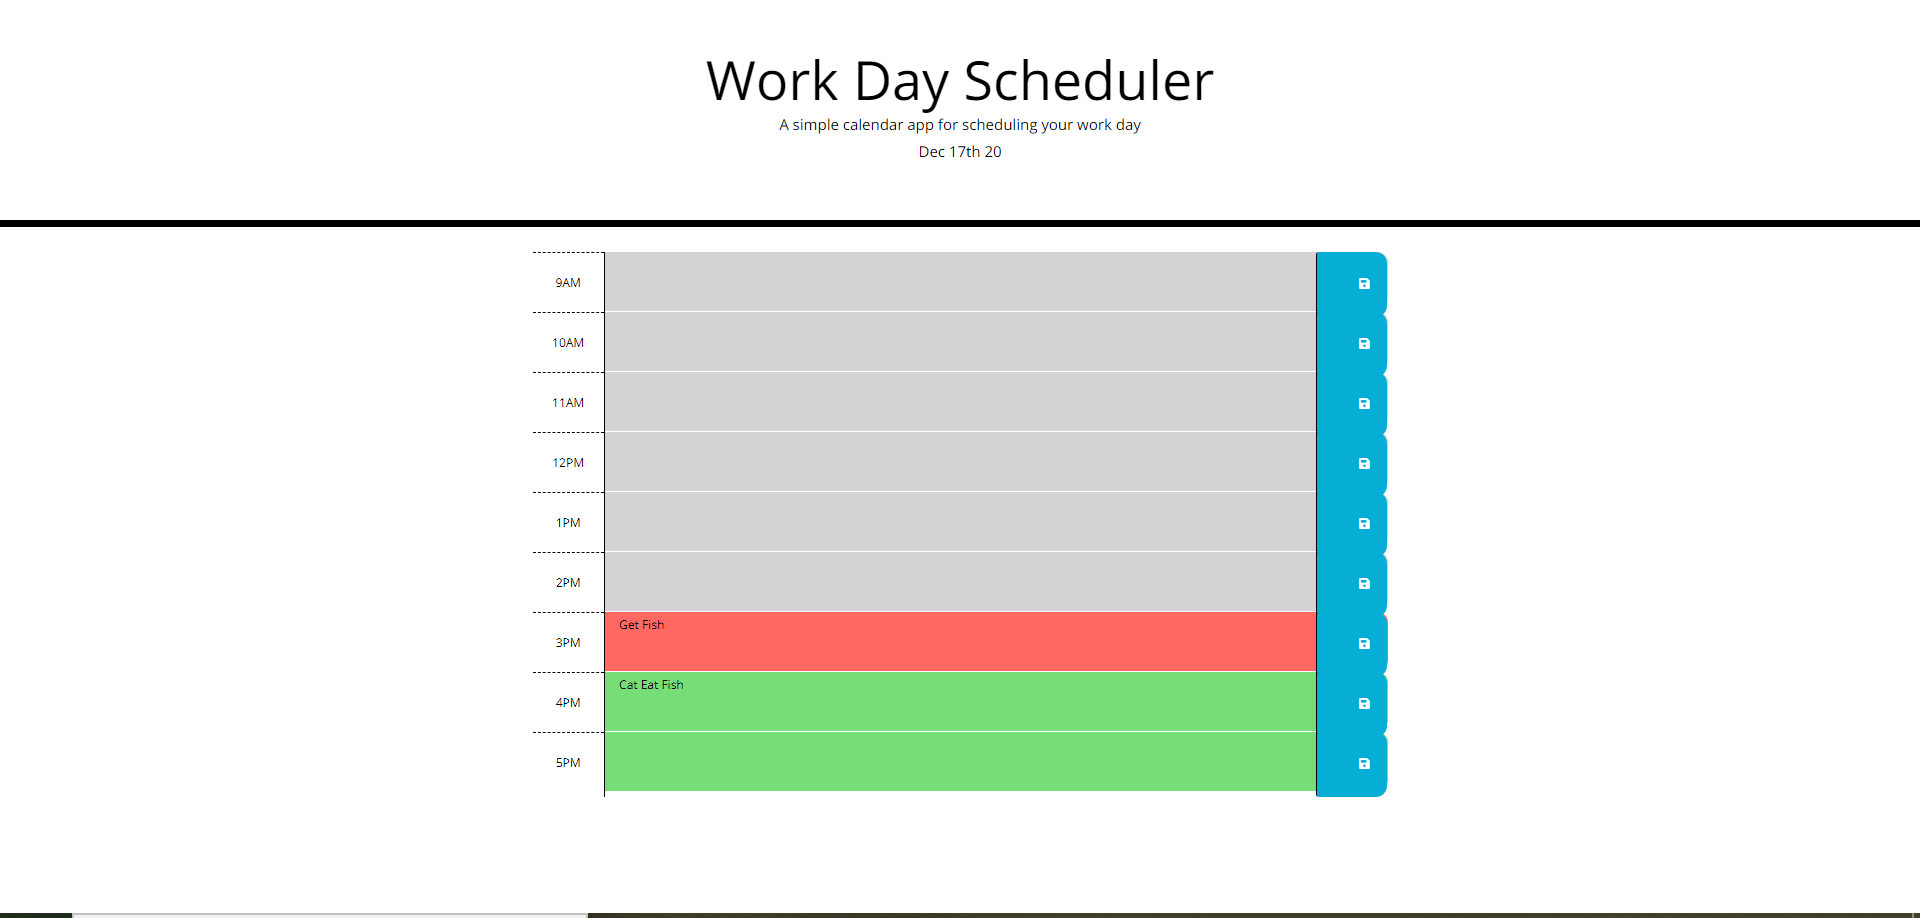 Work Day Scheduler
A simple calendar app for scheduling your work day
Dec 17th 20
9AM
10AM
11AM
12PM
1PM
2PM
3PM Get Fish
4PM Cat Eat Fish
5PM